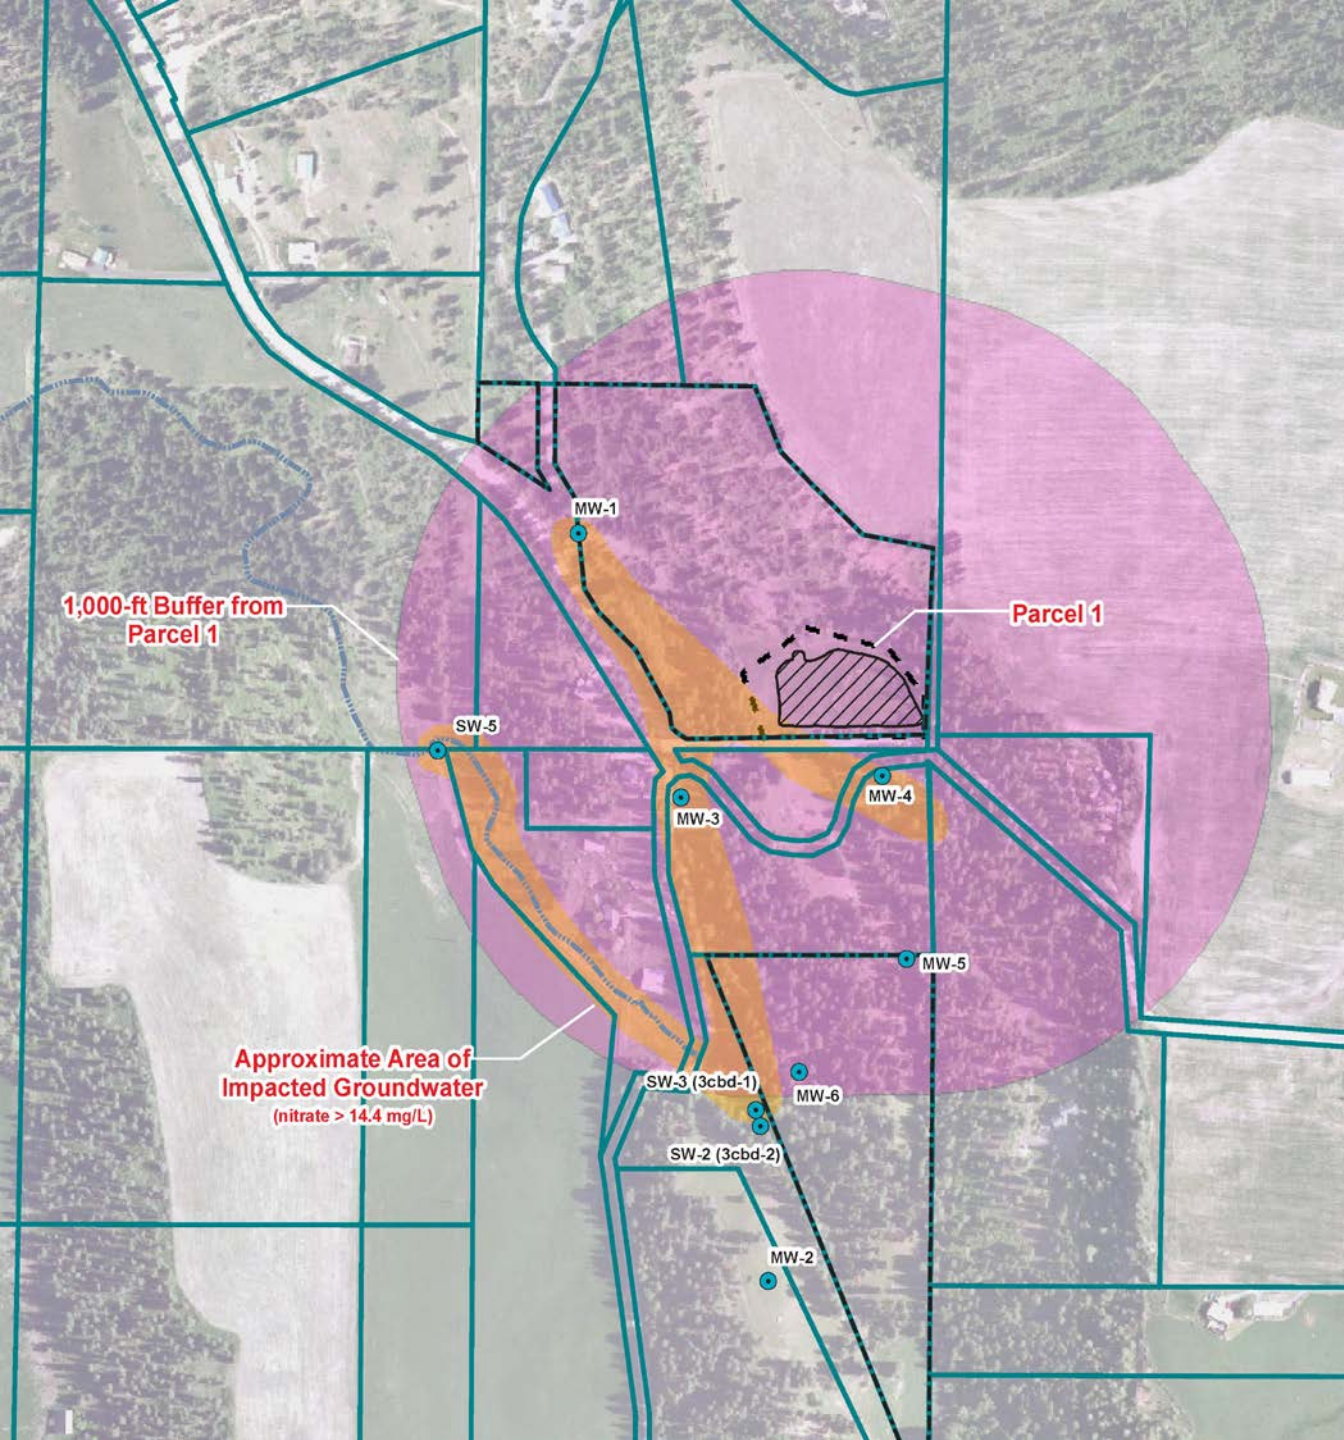 MW-1
1,000-ft Buffer from
Parcel 1
Parcel 1
SW-5
MW-4
MW-3
MW-5
Approximate Area of
Impacted Groundwater
(nitrate > 14.4 mg/L)
SW-3 (3cbd-1)
MW-6
SW-2 (3cbd-2)
MW-2